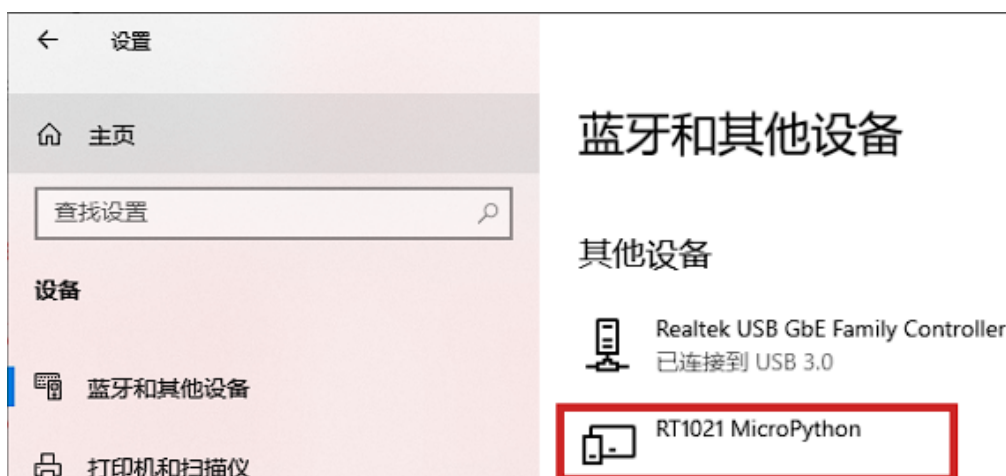 设置
主页
查找设置
设备
蓝牙和其他设备
打印机和扫描仪
蓝牙和其他设备
其他设备
Realtek USB GbE Family Controller
已连接到 USB 3.0
RT1021 MicroPython